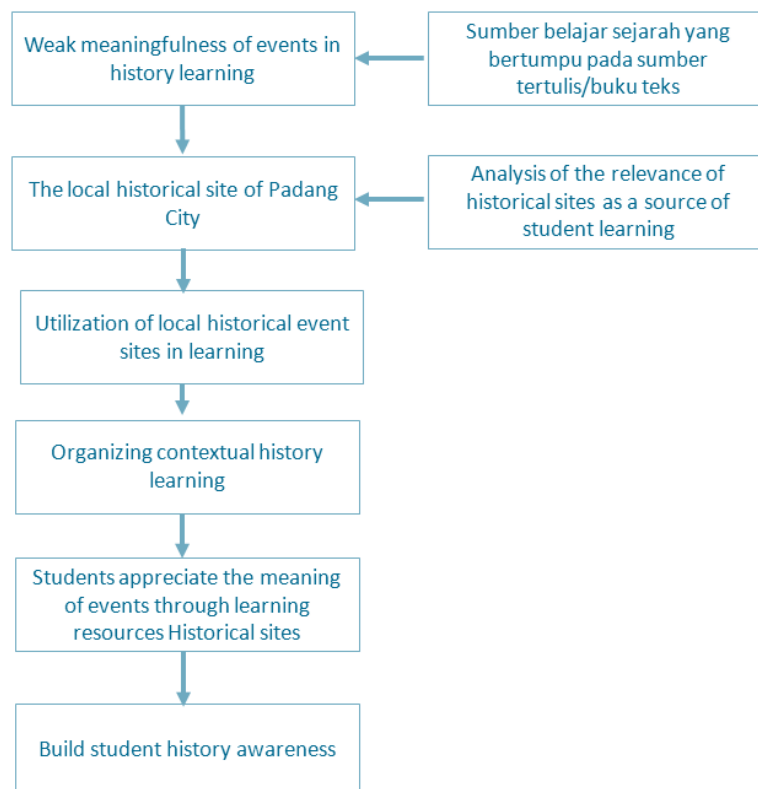 Weak meaningfulness of events in
history learning
Sumber belajar sejarah yang
bertumpu pada sumber
tertulis/buku teks
The local historical site of Padang
City
Analysis of the relevance of
historical sites as a source of
student learning
Utilization of local historical event
sites in learning
Organizing contextual history
learning
Students appreciate the meaning
of events through learning
resources Historical sites
Build student history awareness